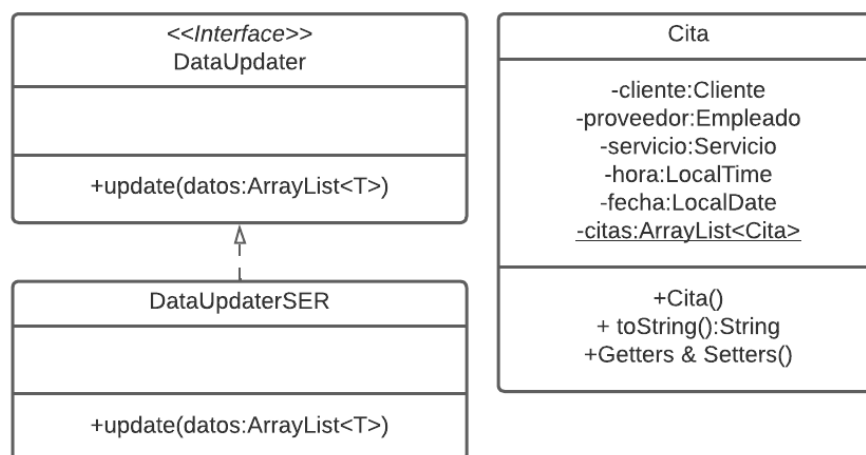 <<Interface>>
DataUpdater
+update(datos:ArrayList<T>)
DataUpdaterSER
+update(datos:ArrayList<T>)
Cita
-cliente:Cliente
-proveedor:Empleado
-servicio:Servicio
-hora:LocalTime
-fecha:LocalDate
-citas:ArrayList<Cita>
+Cita()
+ toString():String
+Getters & Setters()